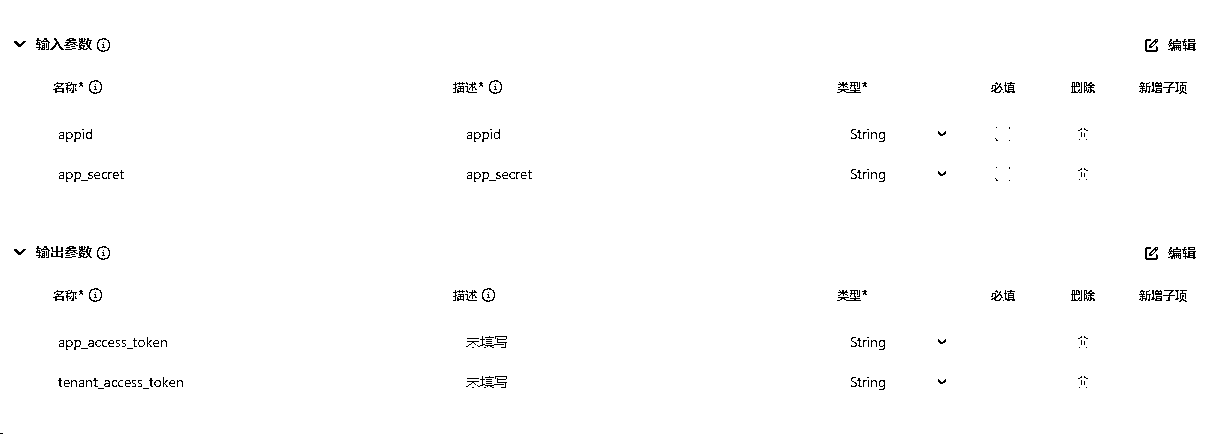 输入参数 编辑
名称* 描述* 类型* 必填 删除 新增子项
appid appid String
app_secret app_secret String
输出参数 编辑
名称* 描述 类型* 必填 删除 新增子项
app_access_token 未填写 String
tenant_access_token 未填写 String